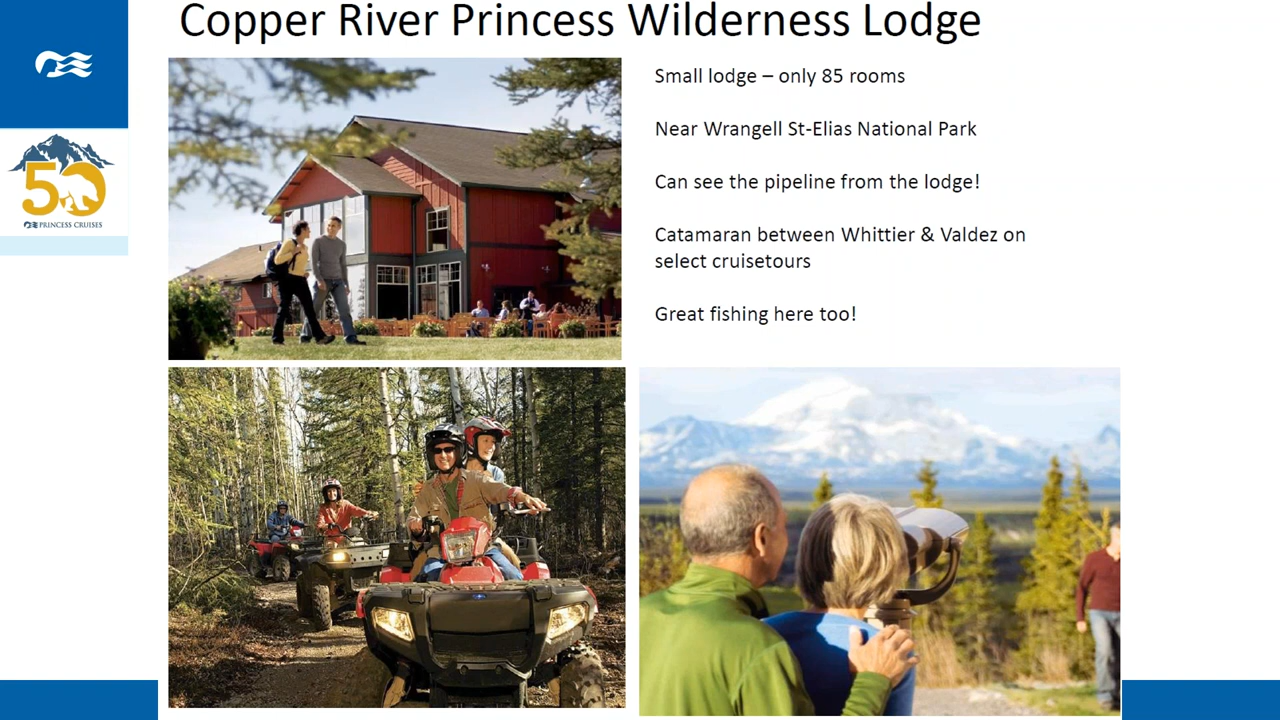 Copper River Princess Wilderness Lodge
Small lodge – only 85 rooms
Near Wrangell St-Elias National Park
Can see the pipeline from the lodge!
Catamaran between Whittier & Valdez on
select cruisetours
Great fishing here too!
50
PRINCESS CRUISES